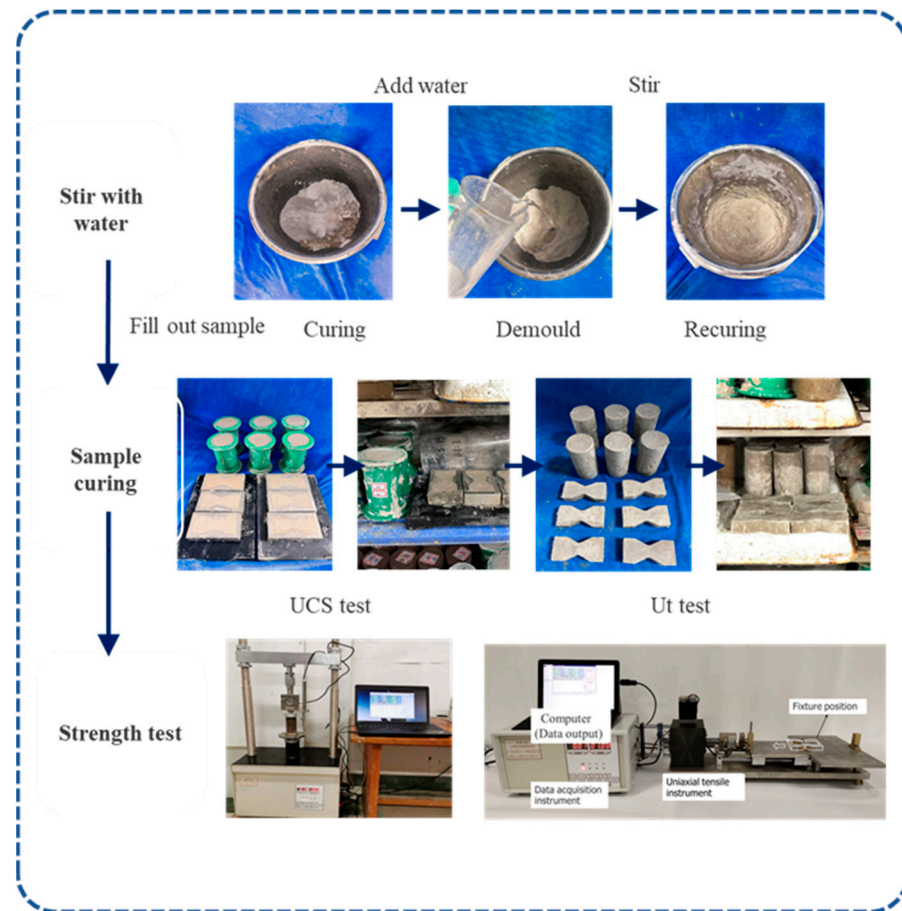 Add water
Stir
Stir with
water
Fill out sample
Curing
Demould
Recuring
Sample
curing
UCS test
Ut test
Strength test
Computer
(Data output)
Data acquisition
instrument
Uniaxial tensile
instrument
Fixture position